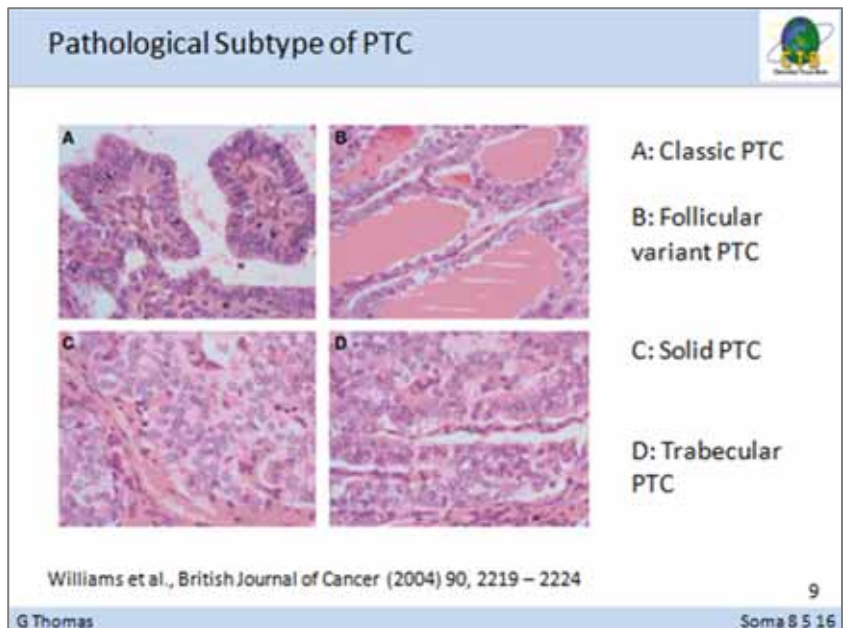 Pathological Subtype of PTC
CTB
A
B
A: Classic PTC
B: Follicular
variant PTC
C
D
C: Solid PTC
D: Trabecular
PTC
Williams et al., British Journal of Cancer (2004) 90, 2219 – 2224
9
G Thomas
Soma 8 5 16